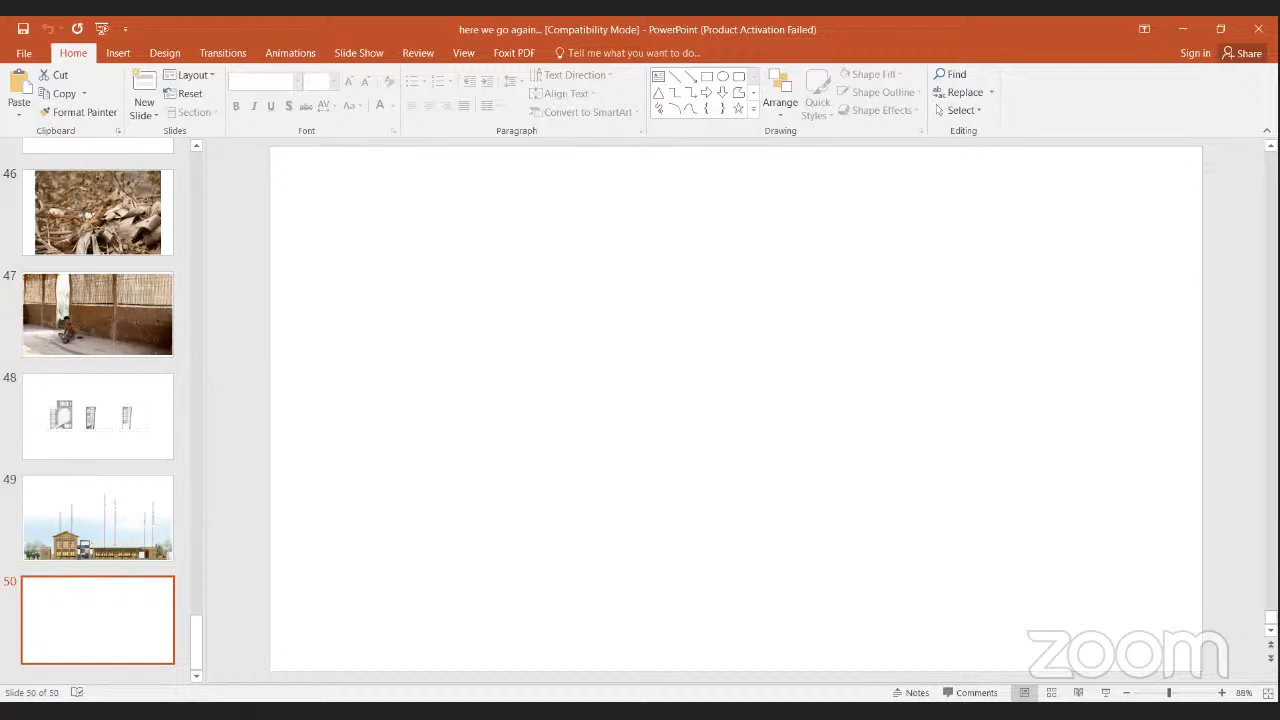 here we go again... [Compatibility Mode] - PowerPoint (Product Activation Failed)
File Home Insert Design Transitions Animations Slide Show Review View Foxit PDF Tell me what you want to do... Sign in Share
Paste
Cut
Copy
Format Painter
Clipboard
New Slide
Layout
Reset
Section
Slides
B I U S abc AV Aa A
Font
Text Direction
Align Text
Convert to SmartArt
Paragraph
Arrange
Quick Styles
Shape Fill
Shape Outline
Shape Effects
Drawing
Find
Replace
Select
Editing
46
47
48
49
50
zoom
Slide 50 of 50
Notes Comments 88%